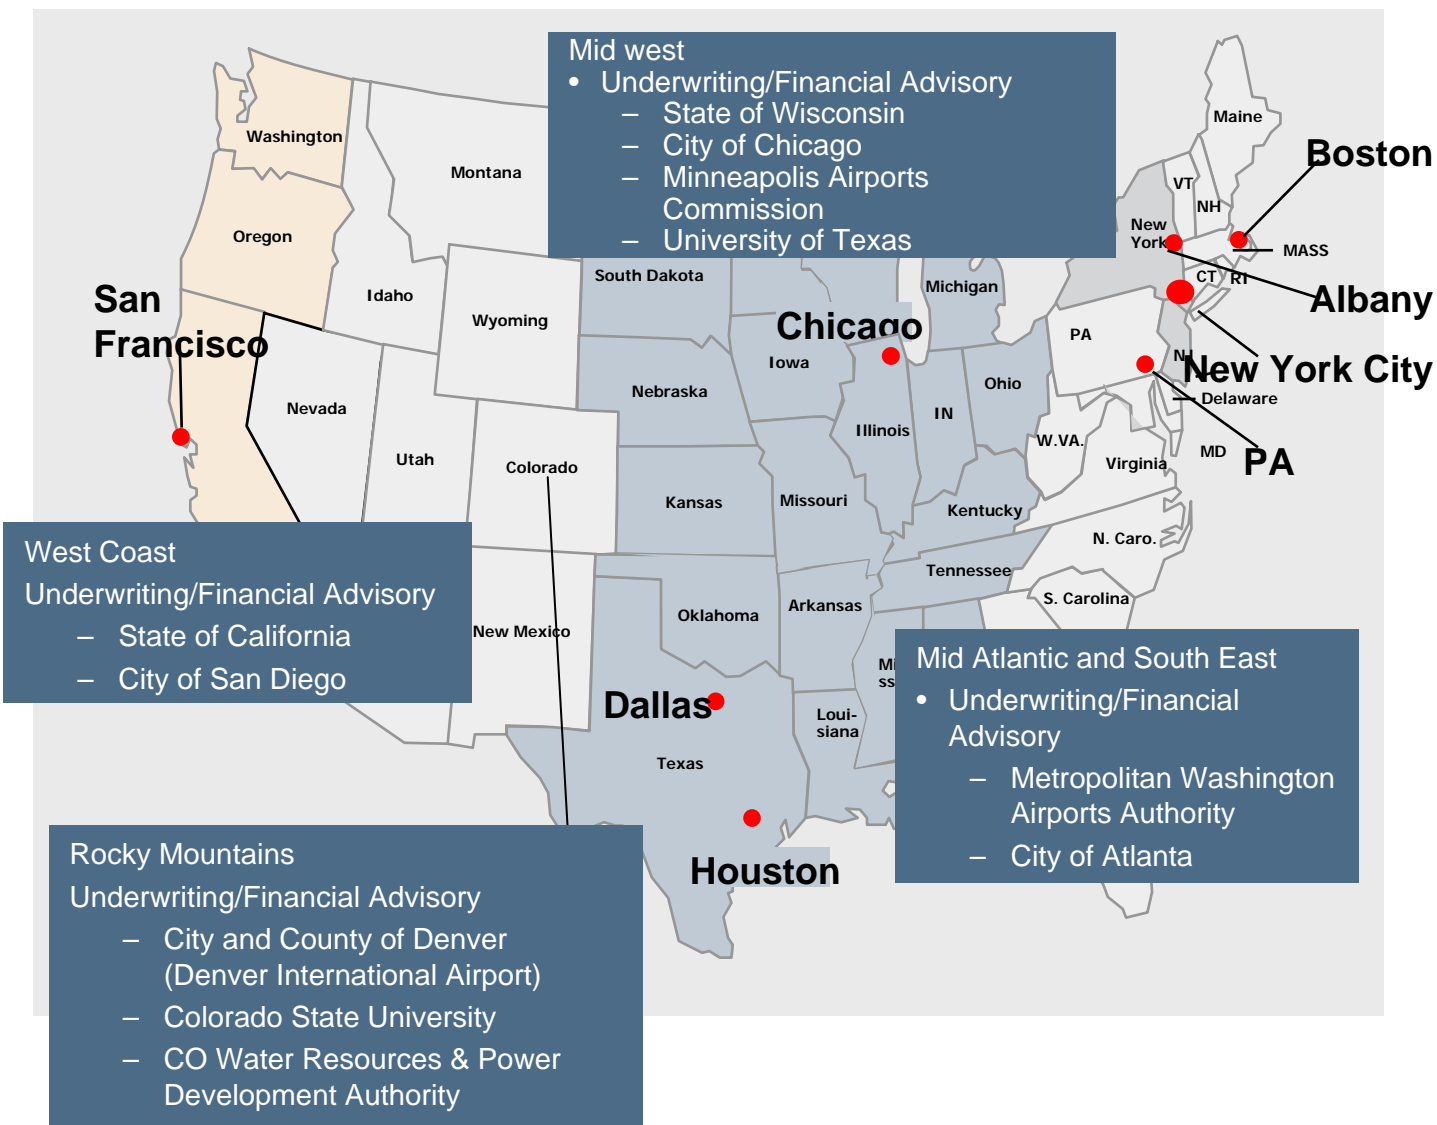 Mid west
• Underwriting/Financial Advisory
– State of Wisconsin
– City of Chicago
– Minneapolis Airports
Commission
– University of Texas
Maine
Boston
Washington
Montana
VT
NH
New
York
MASS
Oregon
South Dakota
Michigan
CT
RI
Idaho
San
Francisco
Albany
Wyoming
Chicago
PA
Iowa
NJ
New York City
Ohio
Nebraska
Delaware
Nevada
IN
Illinois
W.VA.
MD
PA
Utah
Colorado
Virginia
Kansas
Missouri
Kentucky
N. Caro.
West Coast
Underwriting/Financial Advisory
– State of California
– City of San Diego
Tennessee
S. Carolina
Arkansas
Oklahoma
New Mexico
Mi
ss
Mid Atlantic and South East
• Underwriting/Financial
Advisory
– Metropolitan Washington
Airports Authority
– City of Atlanta
Dallas
Loui-
siana
Texas
Houston
Rocky Mountains
Underwriting/Financial Advisory
– City and County of Denver
(Denver International Airport)
– Colorado State University
– CO Water Resources & Power
Development Authority